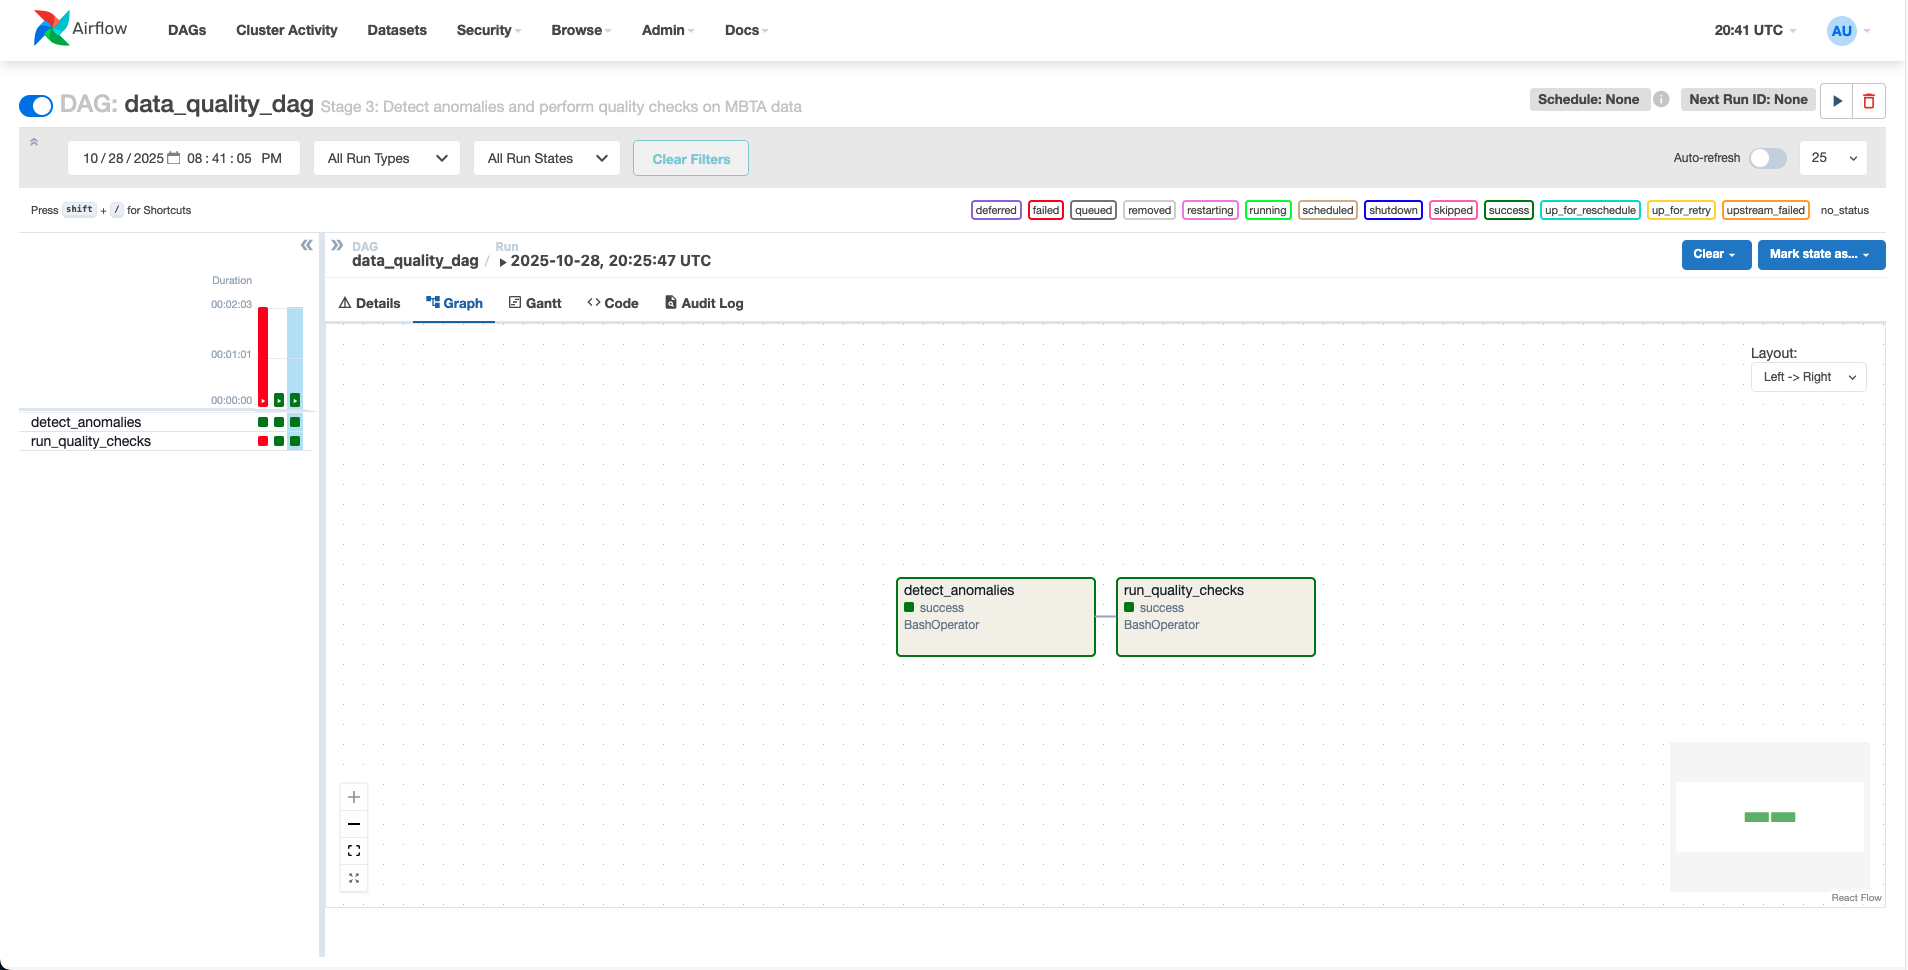 Airflow DAGs Cluster Activity Datasets Security Browse Admin Docs 20:41 UTC AU
DAG: data_quality_dag Stage 3: Detect anomalies and perform quality checks on MBTA data Schedule: None i Next Run ID: None
10/28/2025 08:41:05 PM All Run Types All Run States Clear Filters Auto-refresh 25
Press shift + / for Shortcuts deferred failed queued removed restarting running scheduled shutdown skipped success up_for_reschedule up_for_retry upstream_failed no_status
DAG Run
data_quality_dag / 2025-10-28, 20:25:47 UTC Clear Mark state as...
Duration
00:02:03
00:01:01
00:00:00
detect_anomalies
run_quality_checks
Details Graph Gantt Code Audit Log
Layout:
Left -> Right
detect_anomalies
success
BashOperator
run_quality_checks
success
BashOperator
React Flow